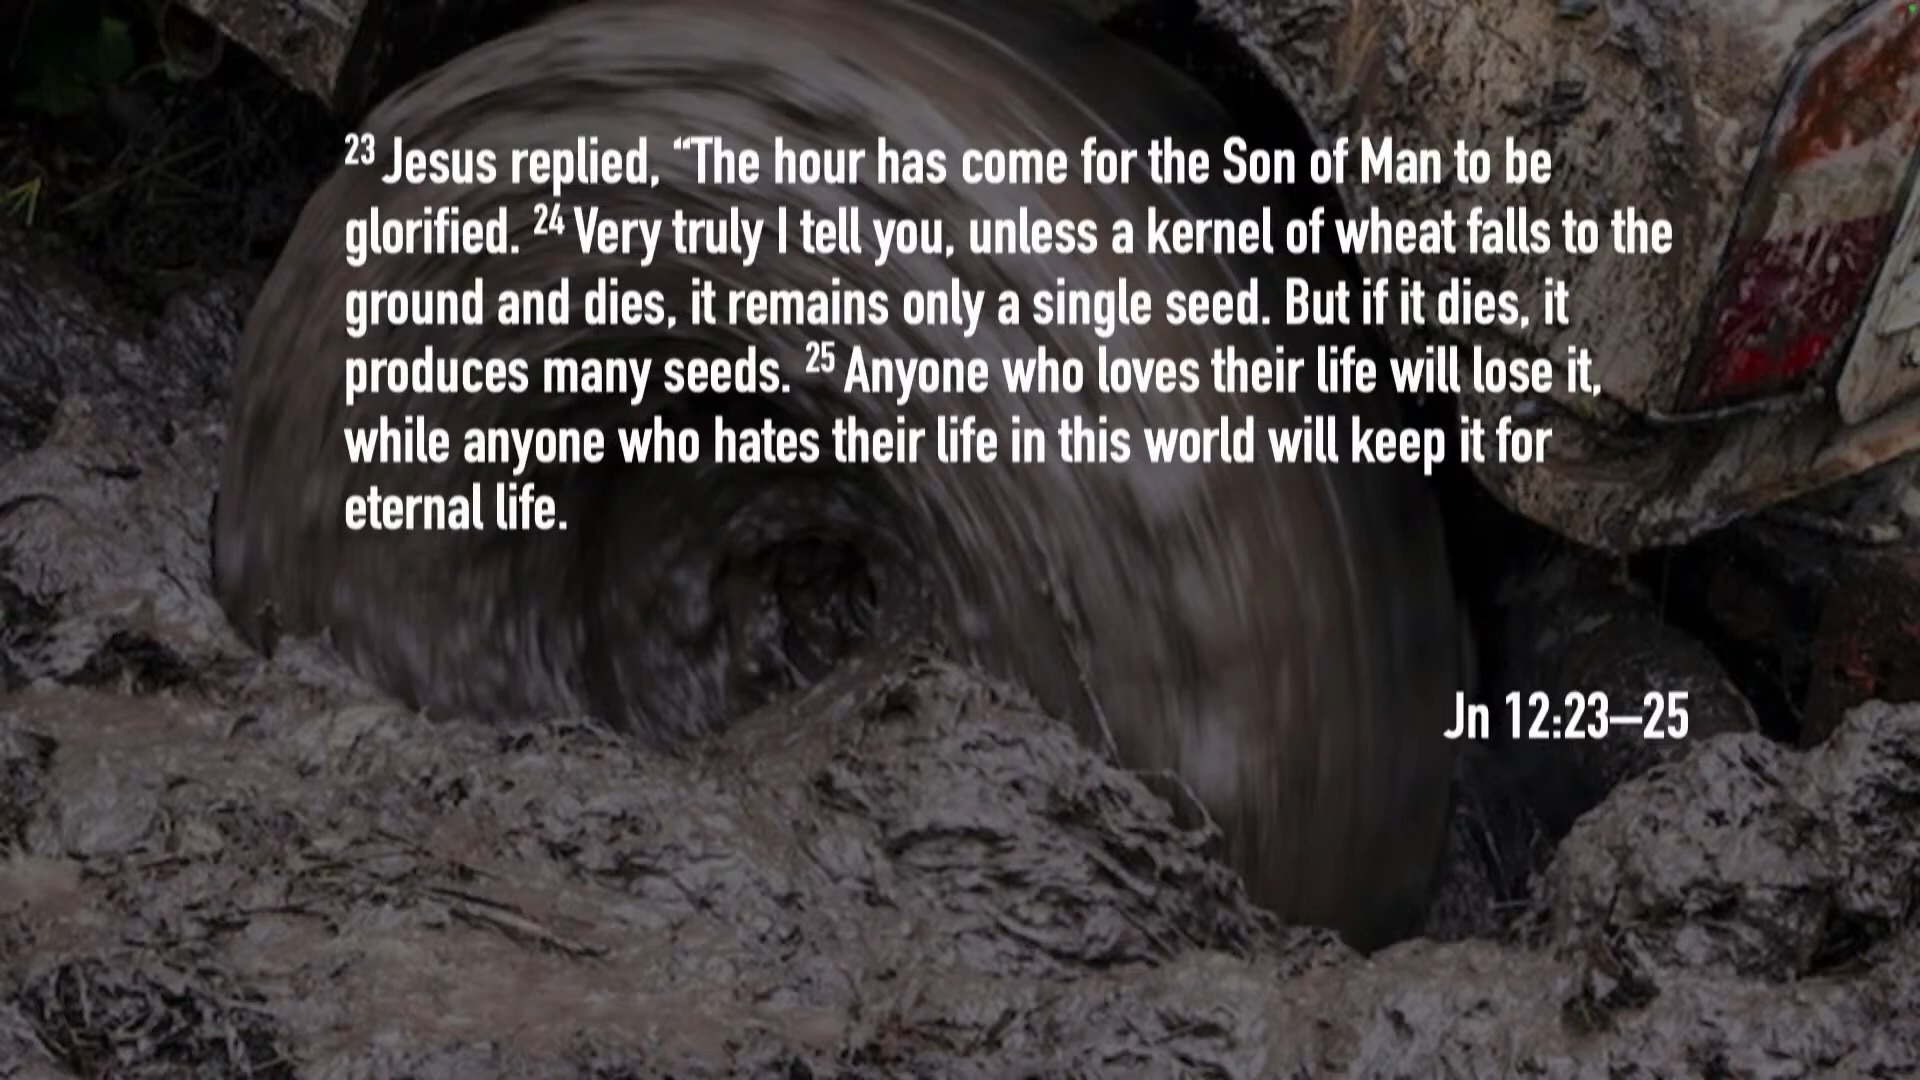 23 Jesus replied, “The hour has come for the Son of Man to be
glorified. 24 Very truly I tell you, unless a kernel of wheat falls to the
ground and dies, it remains only a single seed. But if it dies, it
produces many seeds. 25 Anyone who loves their life will lose it,
while anyone who hates their life in this world will keep it for
eternal life.
Jn 12:23–25